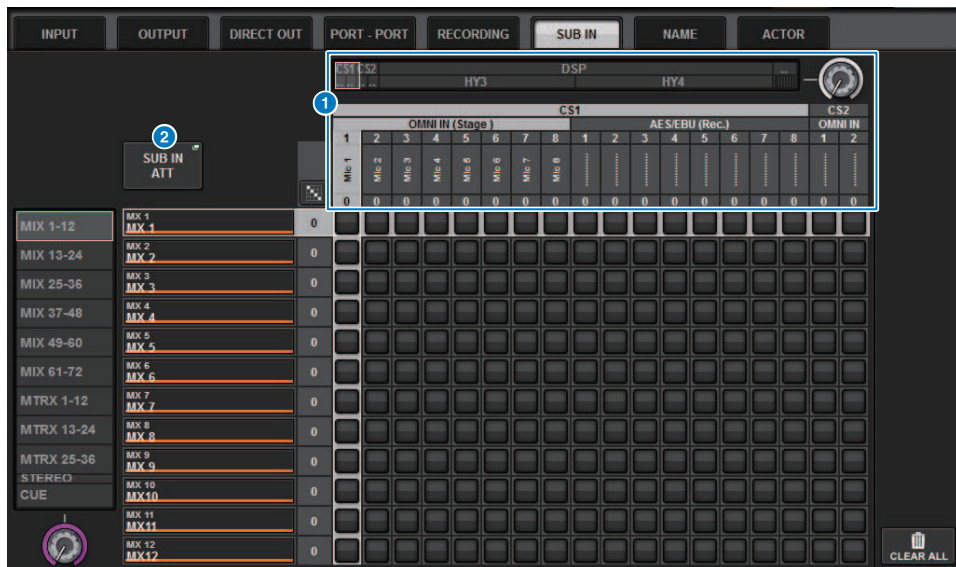 INPUT OUTPUT DIRECT OUT PORT - PORT RECORDING SUB IN NAME ACTOR
CS1 CS2 DSP
HY3 HY4
1
CS1 CS2
OMNI IN (Stage ) AES/EBU (Rec.) OMNI IN
1 2 3 4 5 6 7 8 1 2 3 4 5 6 7 8 1 2
Mic 1 Mic 2 Mic 3 Mic 4 Mic 5 Mic 6 Mic 7 Mic 8
0 0 0 0 0 0 0 0 0 0 0 0 0 0 0 0 0 0
2
SUB IN
ATT
MIX 1-12
MIX 13-24
MIX 25-36
MIX 37-48
MIX 49-60
MIX 61-72
MTRX 1-12
MTRX 13-24
MTRX 25-36
STEREO
CUE
MX 1
MX 1 0
MX 2
MX 2 0
MX 3
MX 3 0
MX 4
MX 4 0
MX 5
MX 5 0
MX 6
MX 6 0
MX 7
MX 7 0
MX 8
MX 8 0
MX 9
MX 9 0
MX 10
MX10 0
MX 11
MX11 0
MX 12
MX12 0
CLEAR ALL